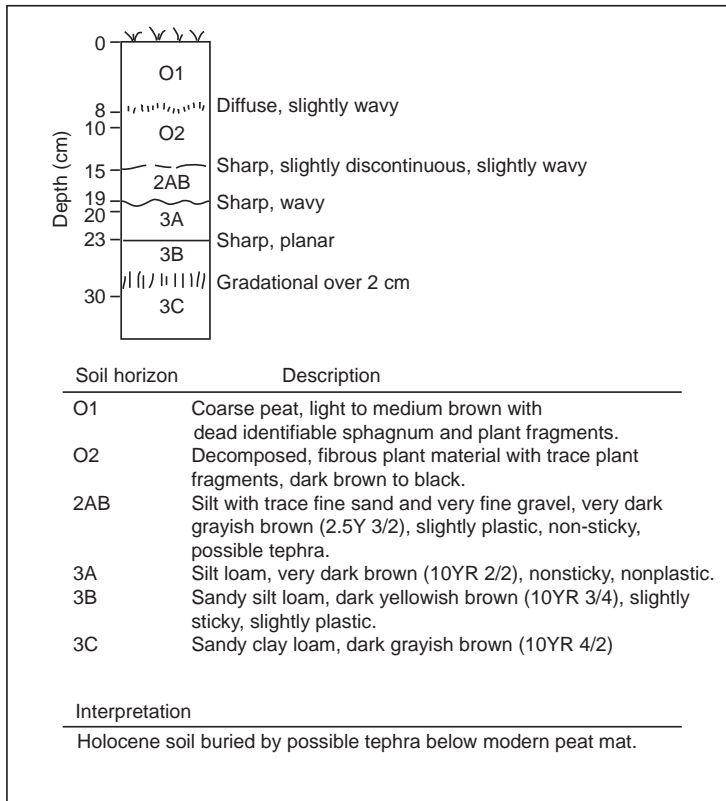 0
O1
8
Diffuse, slightly wavy
10
O2
Depth (cm)
15
Sharp, slightly discontinuous, slightly wavy
2AB
19
Sharp, wavy
20
3A
23
Sharp, planar
3B
Gradational over 2 cm
30
3C
Soil horizon Description
O1 Coarse peat, light to medium brown with
dead identifiable sphagnum and plant fragments.
O2 Decomposed, fibrous plant material with trace plant
fragments, dark brown to black.
2AB Silt with trace fine sand and very fine gravel, very dark
grayish brown (2.5Y 3/2), slightly plastic, non-sticky,
possible tephra.
3A Silt loam, very dark brown (10YR 2/2), nonsticky, nonplastic.
3B Sandy silt loam, dark yellowish brown (10YR 3/4), slightly
sticky, slightly plastic.
3C Sandy clay loam, dark grayish brown (10YR 4/2)
Interpretation
Holocene soil buried by possible tephra below modern peat mat.